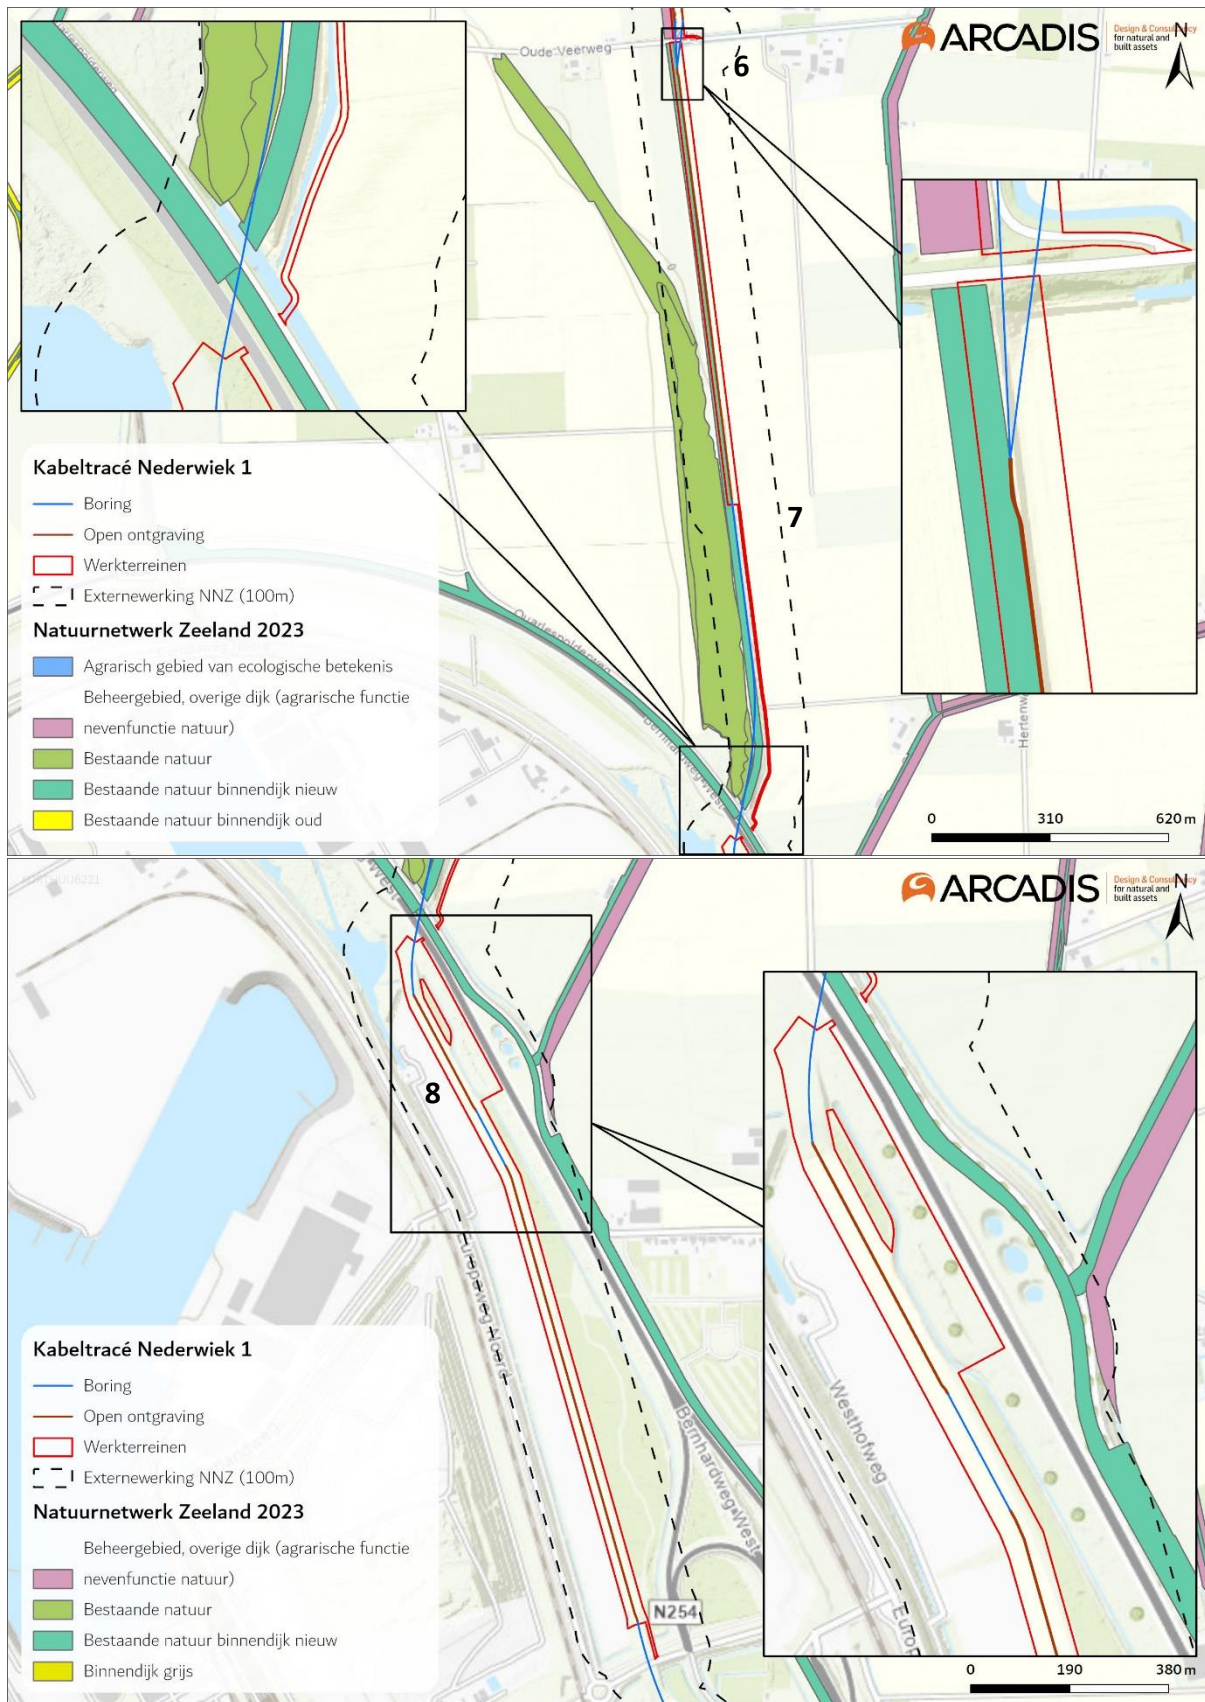 Oude Veerweg
6
ARCADIS
Design & Consultancy
for natural and
built assets
N
7
Quarlespolderweg
Bernhardweg-West
Kabeltracé Nederwiek 1
Boring
Open ontgraving
Werkterreinen
Externewerking NNZ (100m)
Natuurnetwerk Zeeland 2023
Agrarisch gebied van ecologische betekenis
Beheergebied, overige dijk (agrarische functie
nevenfunctie natuur)
Bestaande natuur
Bestaande natuur binnendijk nieuw
Bestaande natuur binnendijk oud
0 310 620 m
ARCADIS
Design & Consultancy
for natural and
built assets
N
8
Europaweg Noord
Bernhardweg-West
N254
Westhofweg
Kabeltracé Nederwiek 1
Boring
Open ontgraving
Werkterreinen
Externewerking NNZ (100m)
Natuurnetwerk Zeeland 2023
Beheergebied, overige dijk (agrarische functie
nevenfunctie natuur)
Bestaande natuur
Bestaande natuur binnendijk nieuw
Binnendijk grijs
0 190 380 m